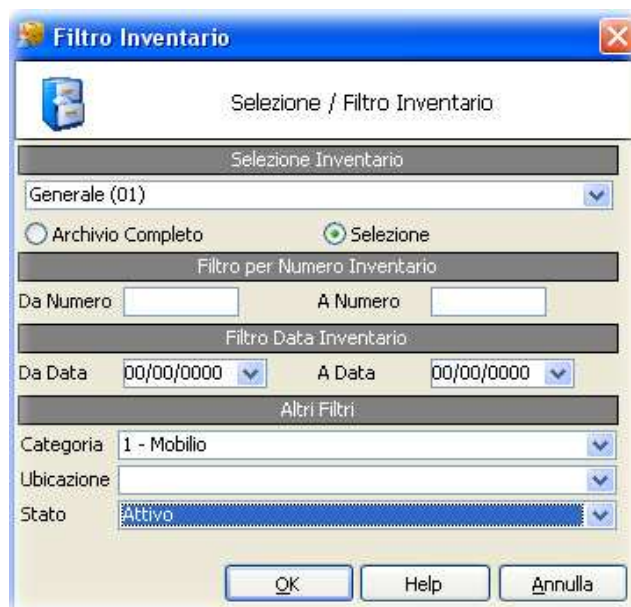 Filtro Inventario
Selezione / Filtro Inventario
Selezione Inventario
Generale (01)
Archivio Completo Selezione
Filtro per Numero Inventario
Da Numero A Numero
Filtro Data Inventario
Da Data 00/00/0000 A Data 00/00/0000
Altri Filtri
Categoria 1 - Mobilio
Ubicazione
Stato Attivo
OK Help Annulla